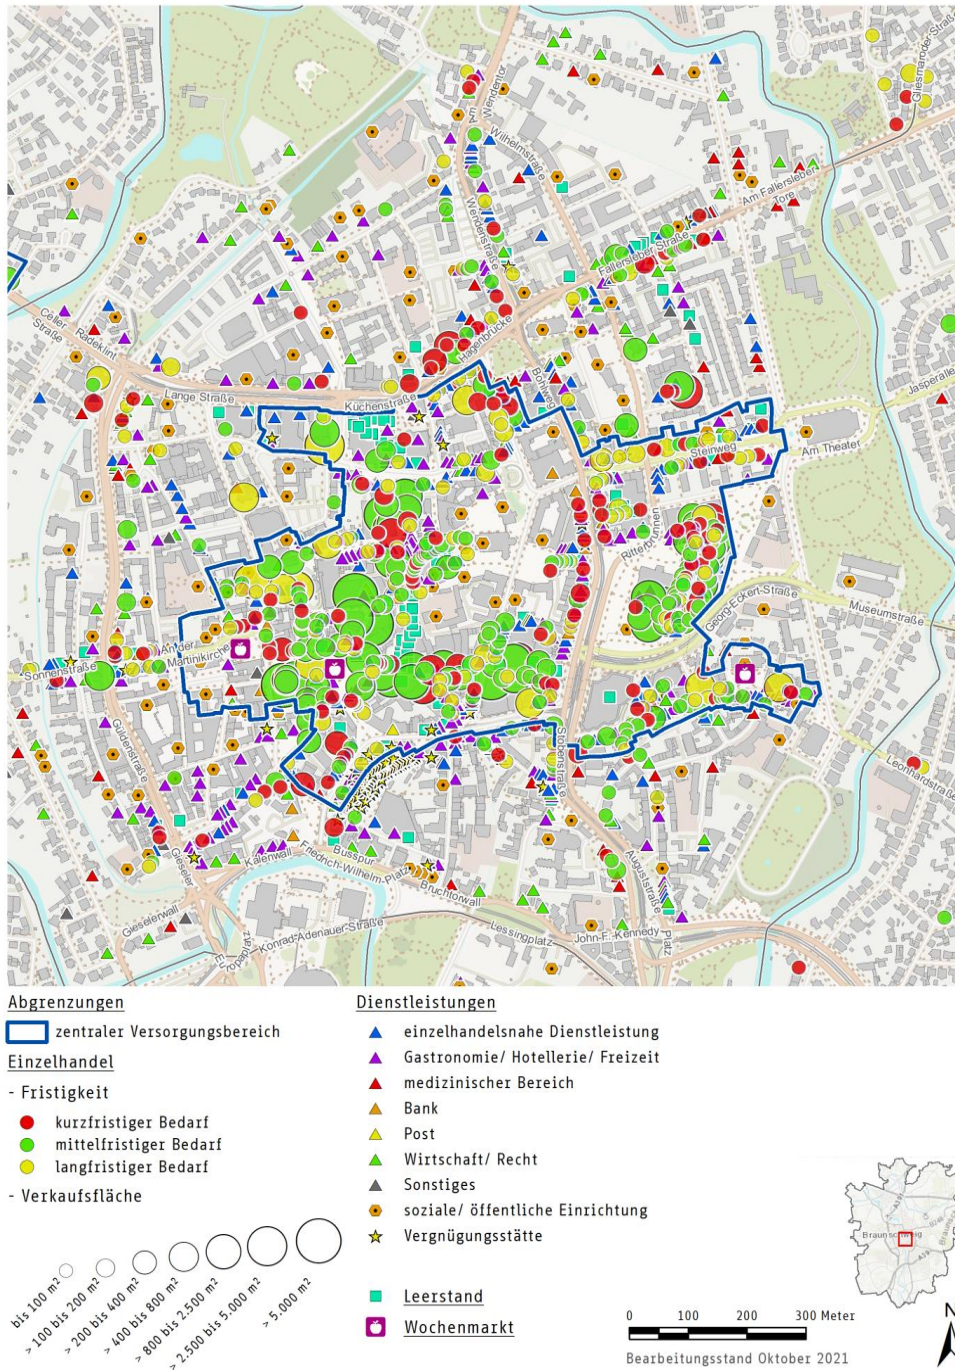 Gliesmaroder-Straße
Am Wendentor
Wilhelmstraße
Wendenstraße
Am Fallersleber Tore
Fallersleber Straße
Celler Straße
Radeklint
Hagenbrücke
Lange Straße
Küchenstraße
Bohlweg
Jasperallee
Steinweg
Am Theater
Ritterbrunnen
Georg-Eckert-Straße
Museumstraße
An der Martinikirche
Sonnenstraße
Güldenstraße
Stobenstraße
Leonhardstraße
Gieseler
Kalenwall
Busspur
Friedrich-Wilhelm-Platz
Bruchtorwall
Auguststraße
Gieselerwall
Konrad-Adenauer-Straße
Europaplatz
Lessingplatz
John-F.-Kennedy
Platz
Abgrenzungen
zentraler Versorgungsbereich
Einzelhandel
- Fristigkeit
kurzfristiger Bedarf
mittelfristiger Bedarf
langfristiger Bedarf
- Verkaufsfläche
bis 100 m²
> 100 bis 200 m²
> 200 bis 400 m²
> 400 bis 800 m²
> 800 bis 2.500 m²
> 2.500 bis 5.000 m²
> 5.000 m²
Dienstleistungen
einzelhandelsnahe Dienstleistung
Gastronomie/ Hotellerie/ Freizeit
medizinischer Bereich
Bank
Post
Wirtschaft/ Recht
Sonstiges
soziale/ öffentliche Einrichtung
Vergnügungsstätte
Leerstand
Wochenmarkt
Braunschweig
0 100 200 300 Meter
N
Bearbeitungsstand Oktober 2021